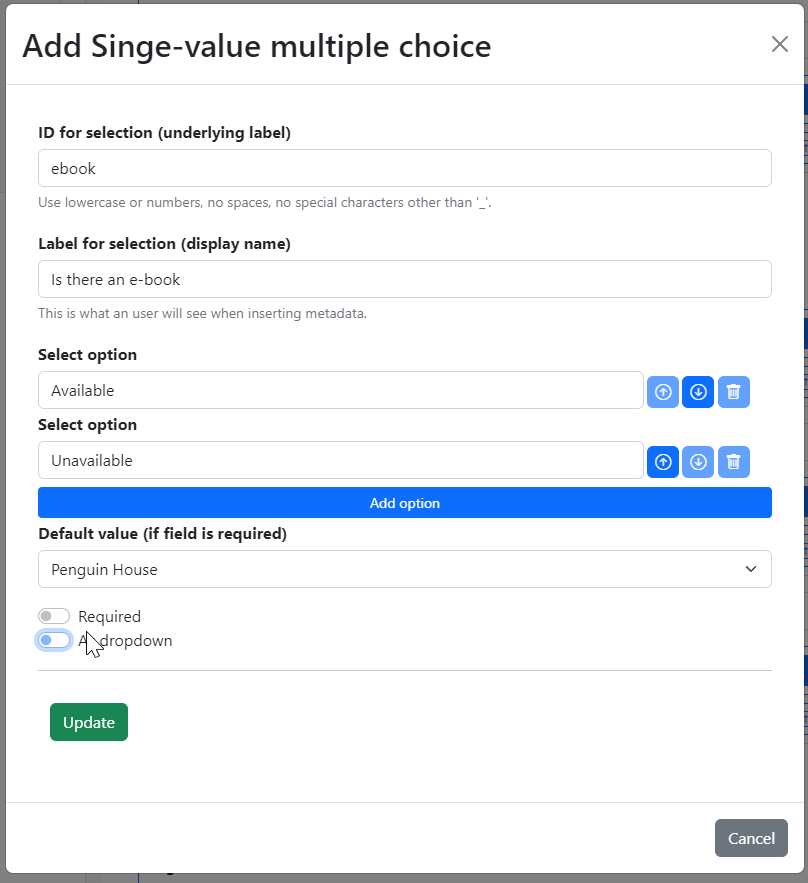 Add Singe-value multiple choice
ID for selection (underlying label)
ebook
Use lowercase or numbers, no spaces, no special characters other than '_'.
Label for selection (display name)
Is there an e-book
This is what an user will see when inserting metadata.
Select option
Available
Select option
Unavailable
Add option
Default value (if field is required)
Penguin House
Required
dropdown
Update
Cancel